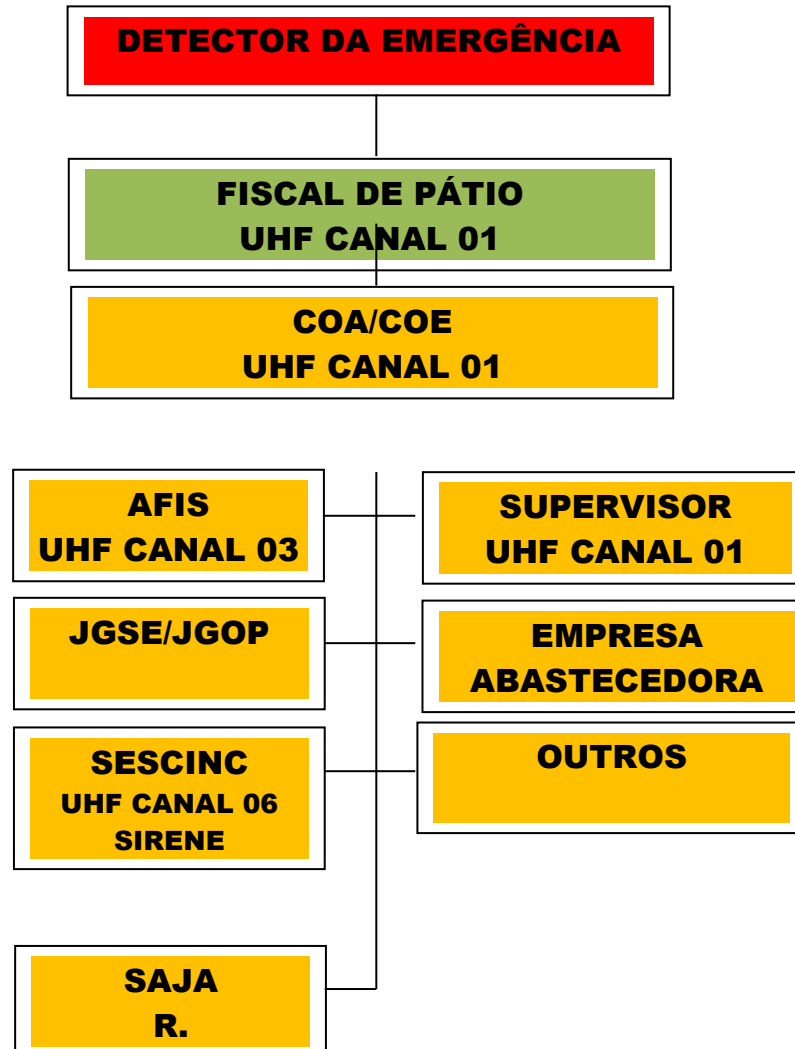 DETECTOR DA EMERGÊNCIA
FISCAL DE PÁTIO
UHF CANAL 01
COA/COE
UHF CANAL 01
AFIS
UHF CANAL 03
SUPERVISOR
UHF CANAL 01
JGSE/JGOP
EMPRESA
ABASTECEDORA
SESCINC
UHF CANAL 06
SIRENE
OUTROS
SAJA
R.